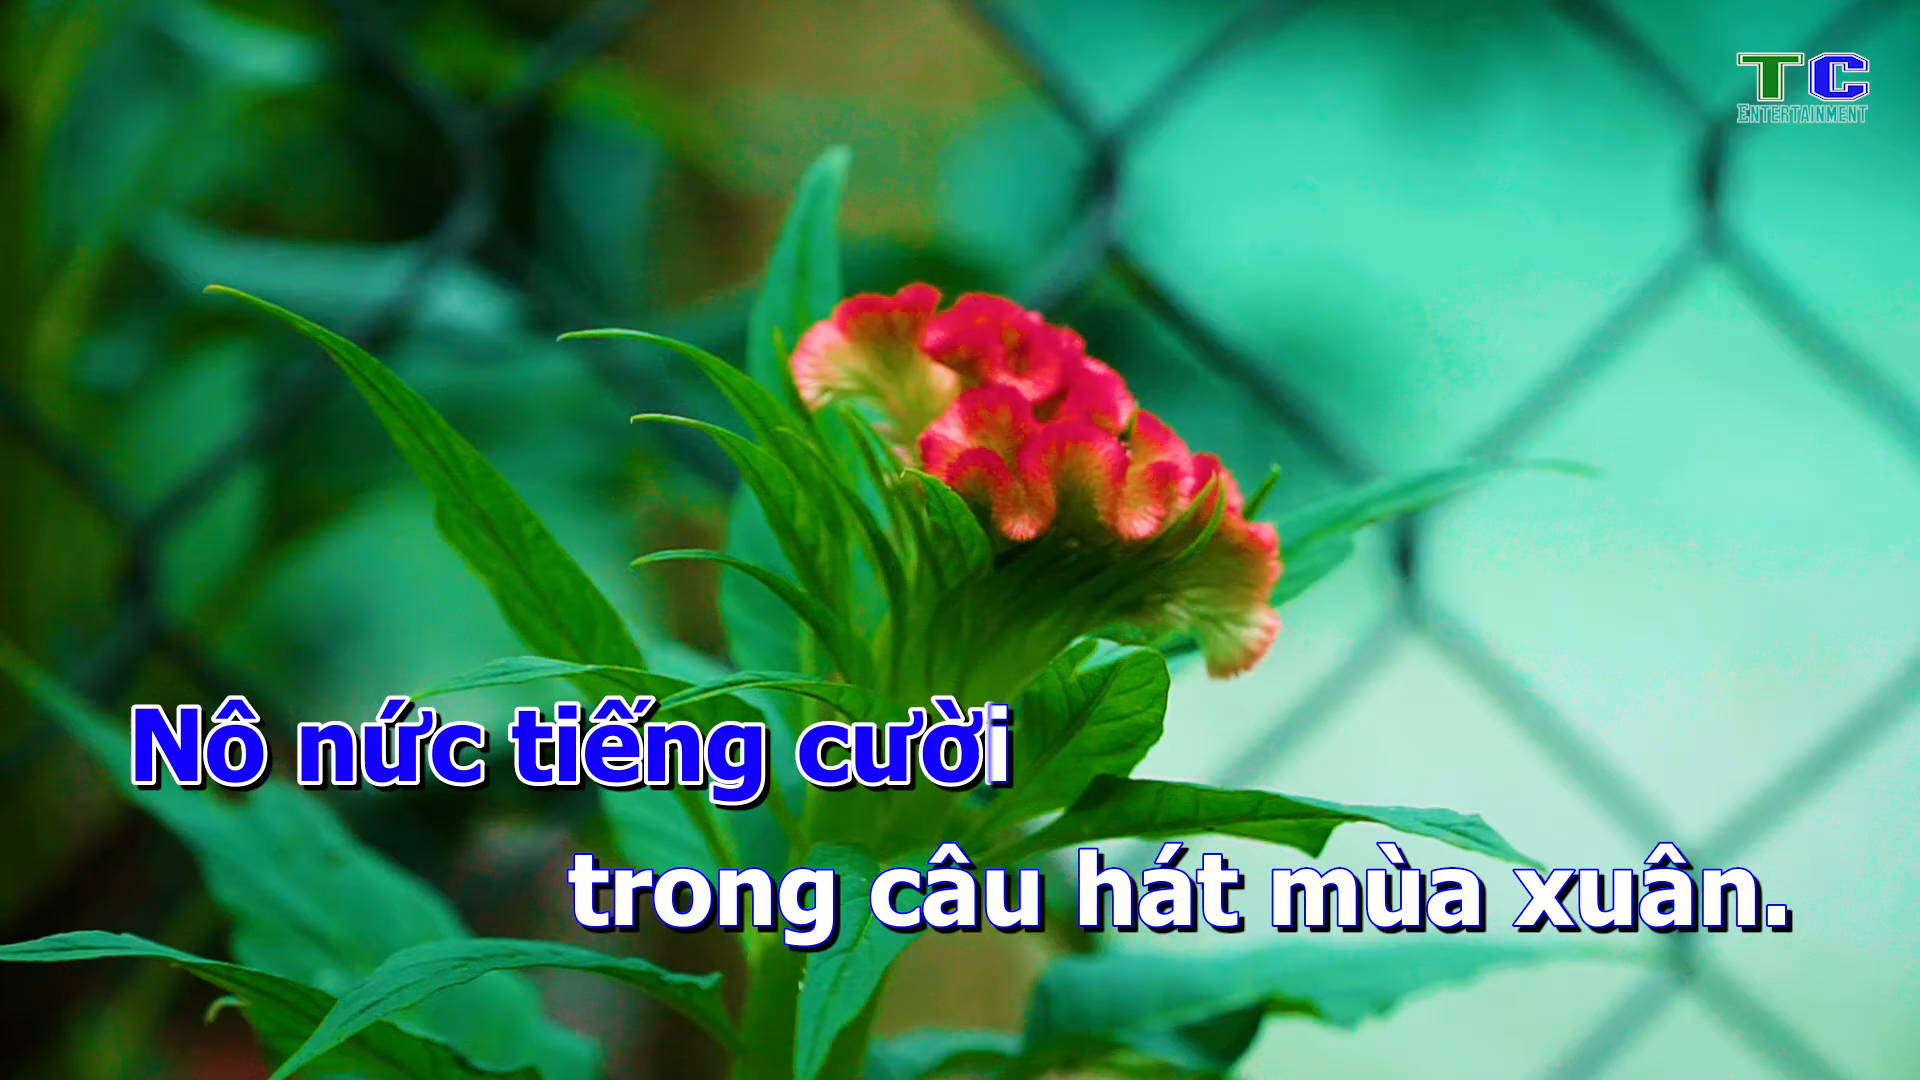 TC
ENTERTAINMENT
Nô nức tiếng cười
trong câu hát mùa xuân.